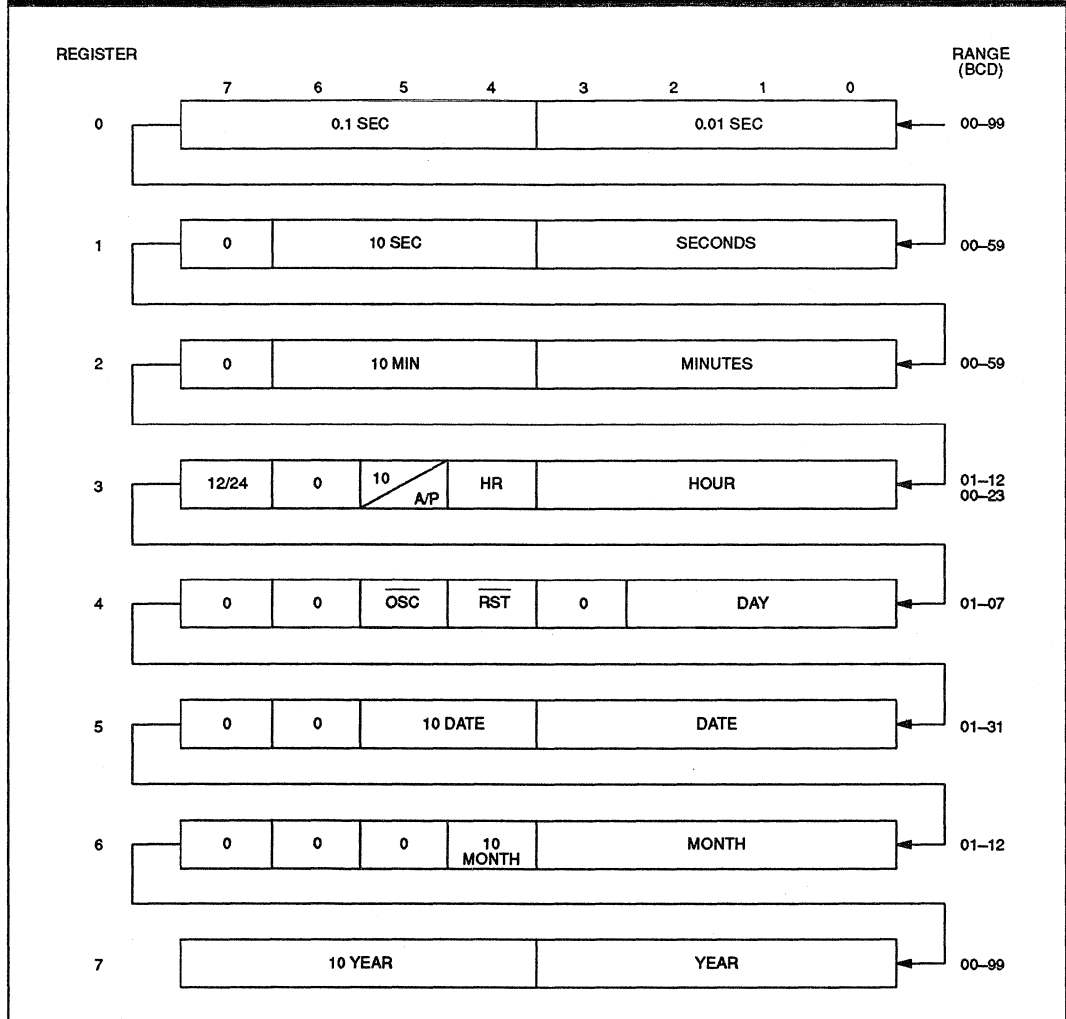 REGISTER
RANGE
(BCD)
7 6 5 4 3 2 1 0
0 0.1 SEC 0.01 SEC 00–99
1 0 10 SEC SECONDS 00–59
2 0 10 MIN MINUTES 00–59
3 12/24 0 10 A/P HR HOUR 01–12
00–23
4 0 0 O̅S̅C̅ R̅S̅T̅ 0 DAY 01–07
5 0 0 10 DATE DATE 01–31
6 0 0 0 10 MONTH MONTH 01–12
7 10 YEAR YEAR 00–99